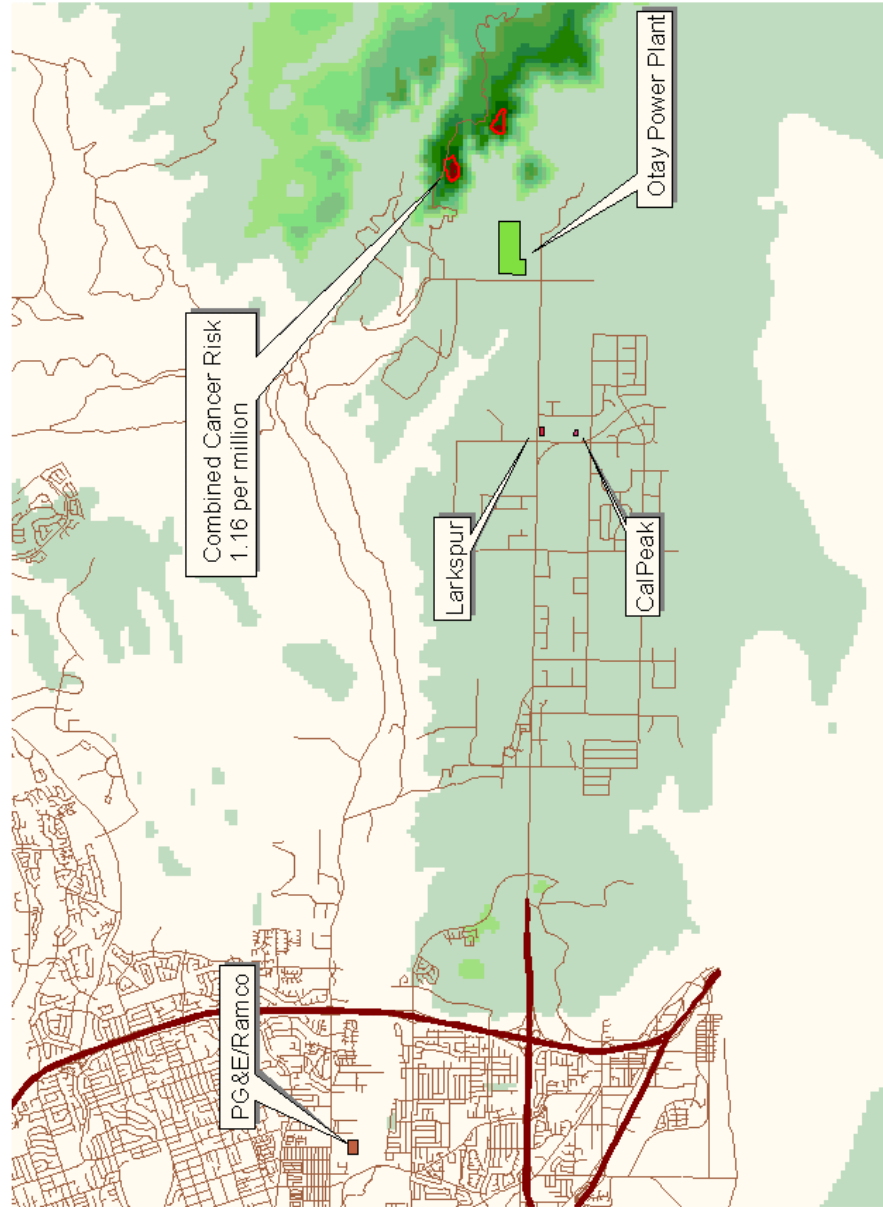 Combined Cancer Risk
1.16 per million
Otay Power Plant
Larkspur
CalPeak
PG&E/Ramco